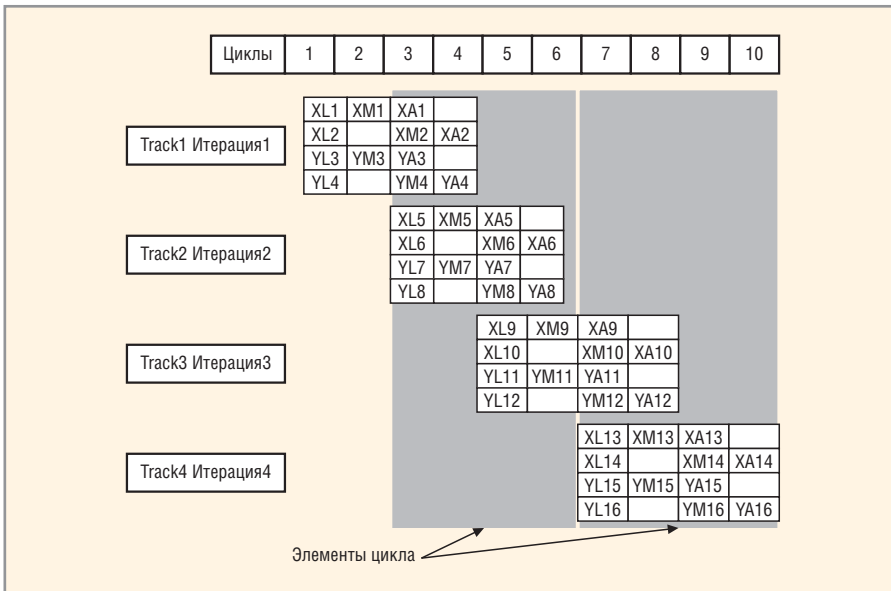 Циклы 1 2 3 4 5 6 7 8 9 10
Track1 Итерация1
XL1 XM1 XA1
XL2 XM2 XA2
YL3 YM3 YA3
YL4 YM4 YA4
Track2 Итерация2
XL5 XM5 XA5
XL6 XM6 XA6
YL7 YM7 YA7
YL8 YM8 YA8
Track3 Итерация3
XL9 XM9 XA9
XL10 XM10 XA10
YL11 YM11 YA11
YL12 YM12 YA12
Track4 Итерация4
XL13 XM13 XA13
XL14 XM14 XA14
YL15 YM15 YA15
YL16 YM16 YA16
Элементы цикла